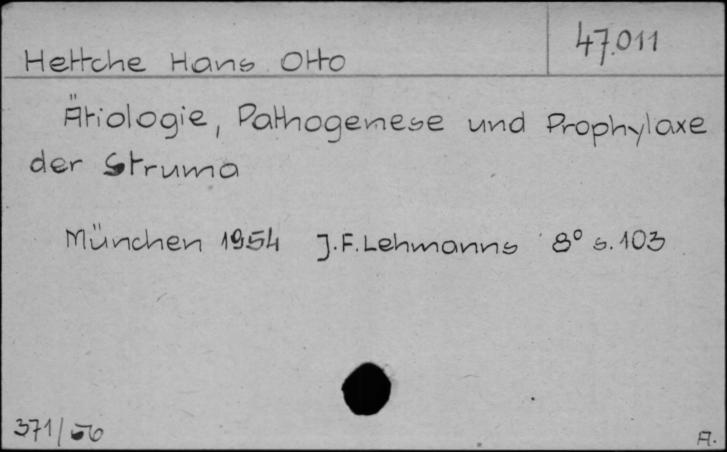 47.011
Hettche Hans Otto
Ätiologie, Pathogenese und Prophylaxe
der Struma
München 1954 J.F. Lehmanns 8° s. 103
371/56
A.